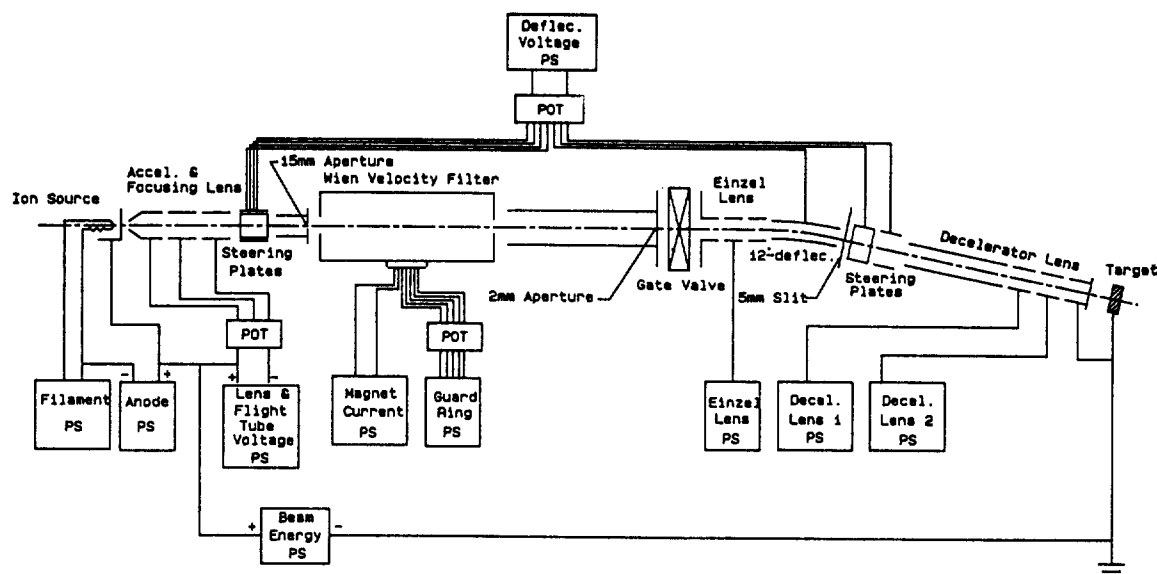 Deflec.
Voltage
PS
POT
15mm Aperture
Wien Velocity Filter
Accel. &
Focusing Lens
Ion Source
Einzel
Lens
Steering
Plates
12°deflec.
Decelerator Lens
Target
2mm Aperture
Gate Valve
5mm Slit
Steering
Plates
POT
POT
- +
+ -
Filament
PS
Anode
PS
Lens &
Flight
Tube
Voltage
PS
Magnet
Current
PS
Guard
Ring
PS
Einzel
Lens
PS
Decel.
Lens 1
PS
Decel.
Lens 2
PS
+ -
Beam
Energy
PS